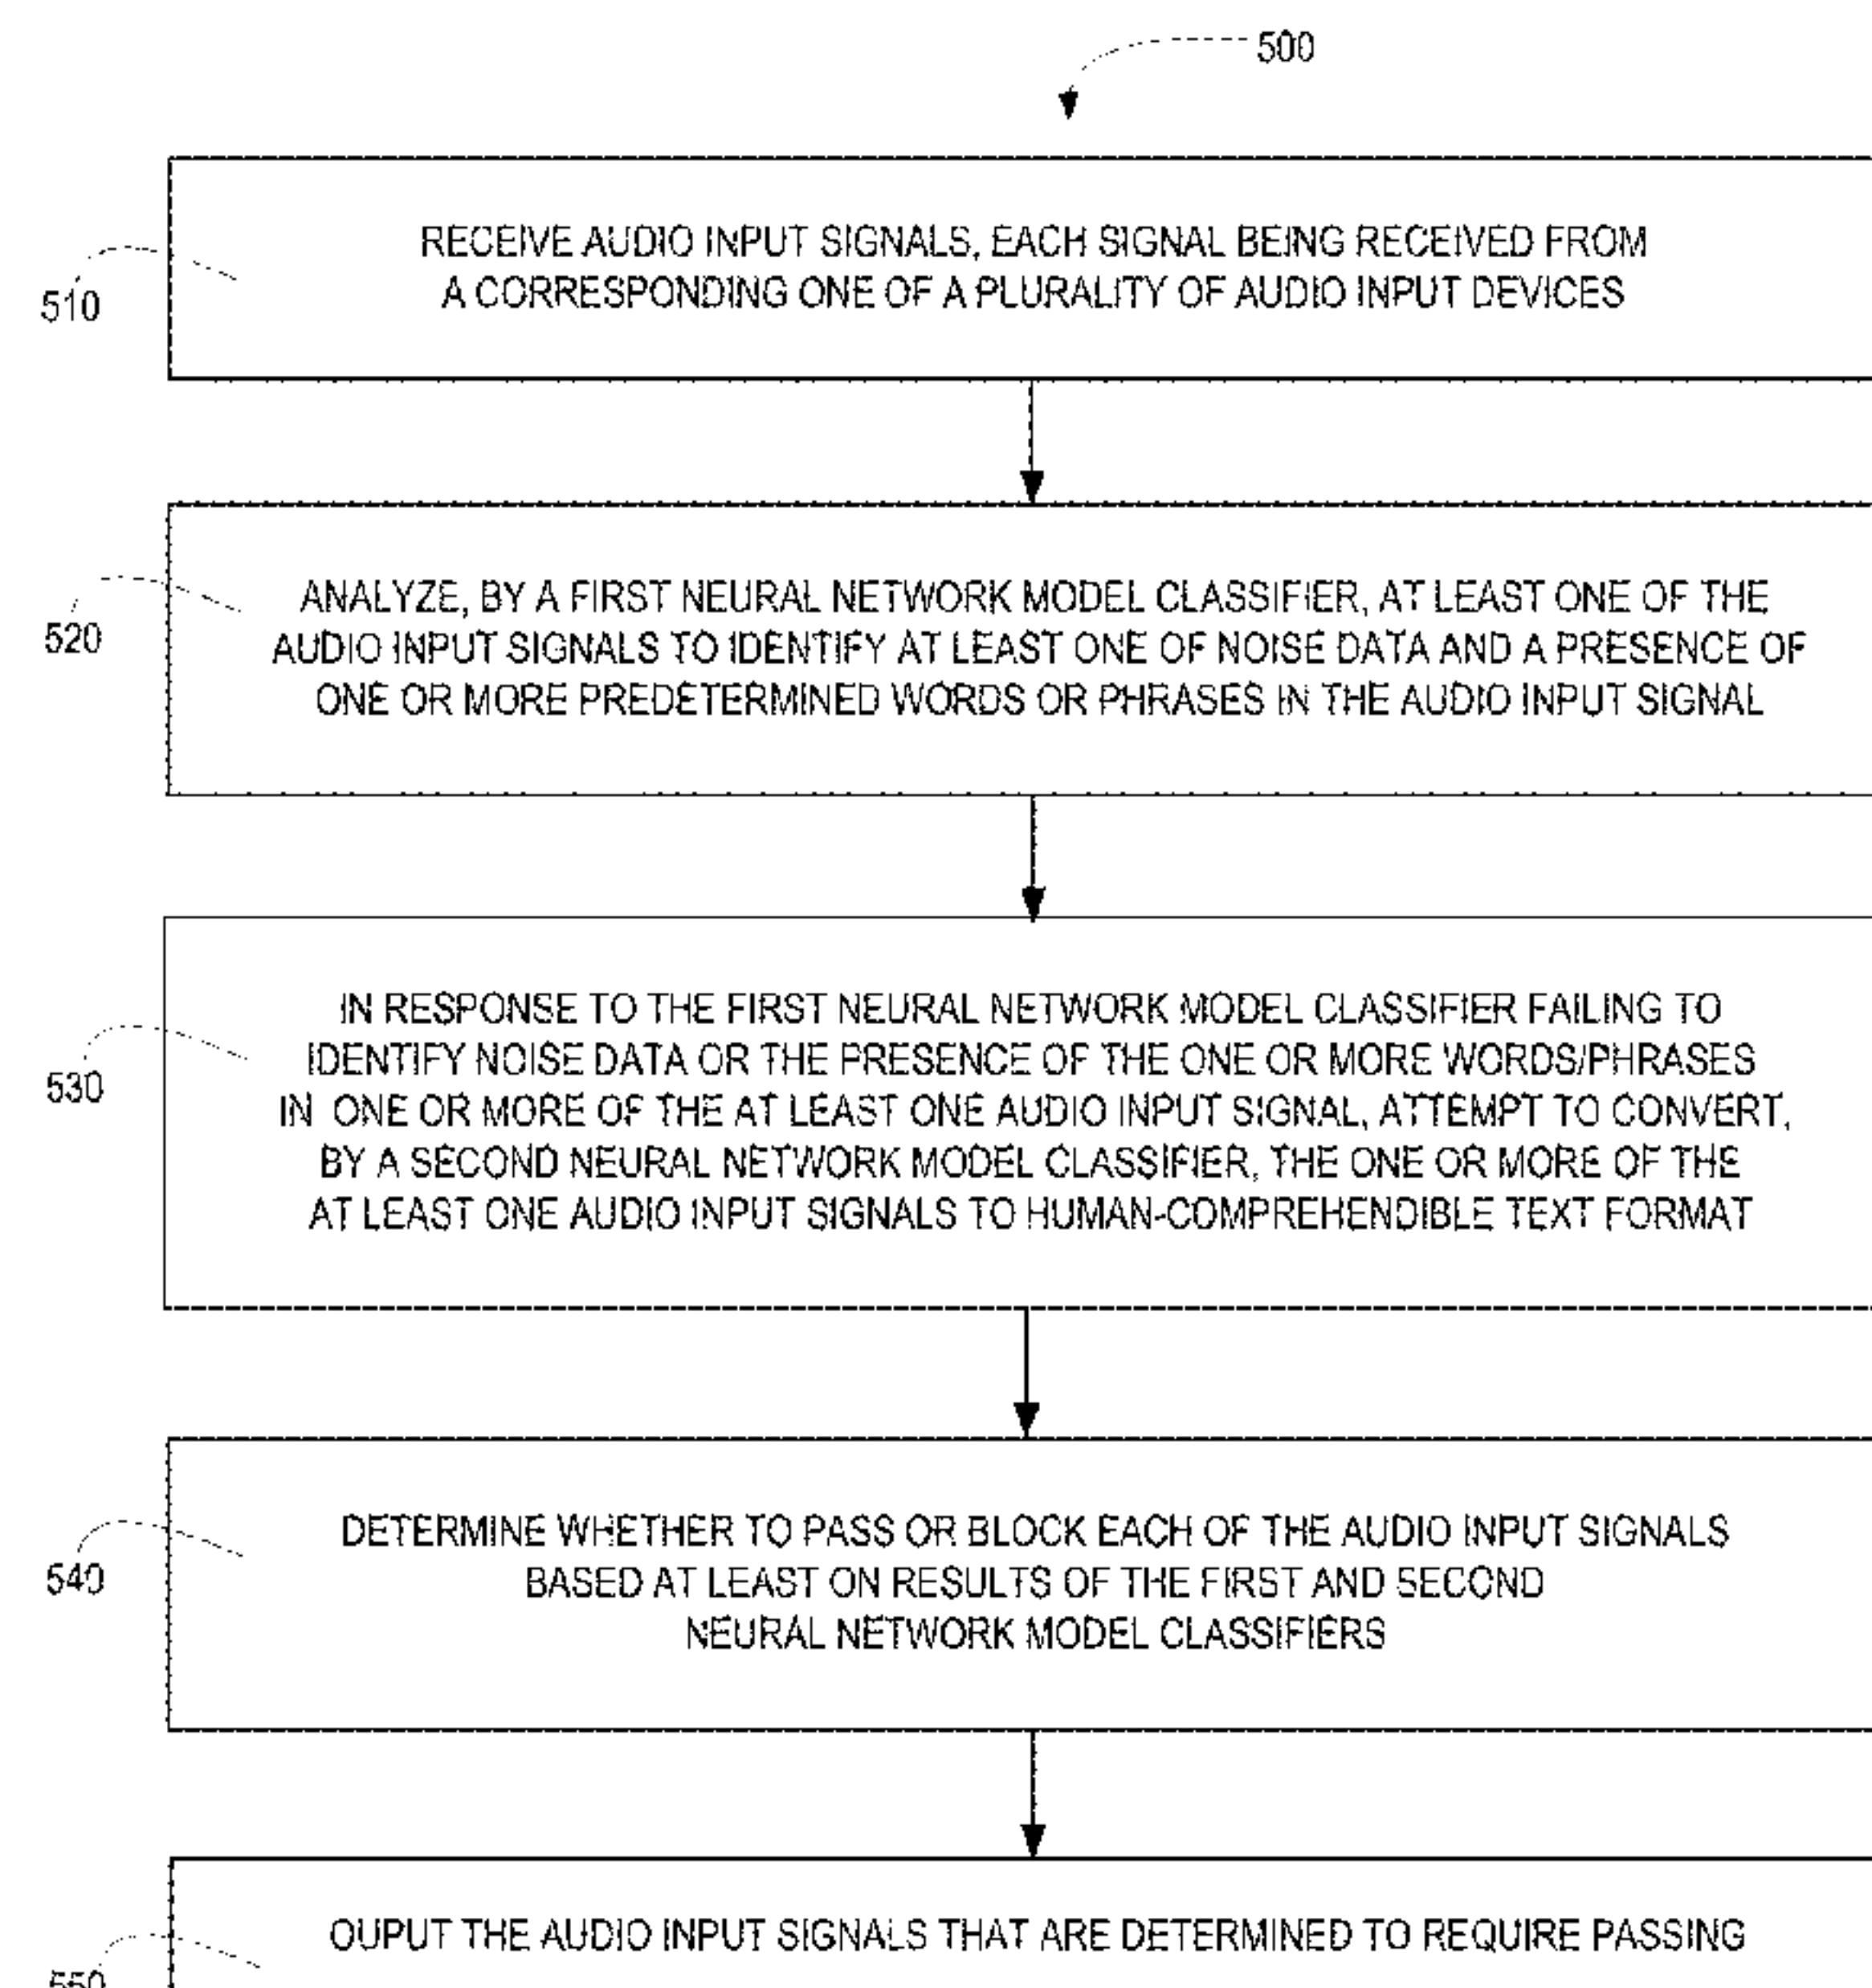 500
RECEIVE AUDIO INPUT SIGNALS, EACH SIGNAL BEING RECEIVED FROM
A CORRESPONDING ONE OF A PLURALITY OF AUDIO INPUT DEVICES
510
ANALYZE, BY A FIRST NEURAL NETWORK MODEL CLASSIFIER, AT LEAST ONE OF THE
AUDIO INPUT SIGNALS TO IDENTIFY AT LEAST ONE OF NOISE DATA AND A PRESENCE OF
ONE OR MORE PREDETERMINED WORDS OR PHRASES IN THE AUDIO INPUT SIGNAL
520
IN RESPONSE TO THE FIRST NEURAL NETWORK MODEL CLASSIFIER FAILING TO
IDENTIFY NOISE DATA OR THE PRESENCE OF THE ONE OR MORE WORDS/PHRASES
IN ONE OR MORE OF THE AT LEAST ONE AUDIO INPUT SIGNAL, ATTEMPT TO CONVERT,
BY A SECOND NEURAL NETWORK MODEL CLASSIFIER, THE ONE OR MORE OF THE
AT LEAST ONE AUDIO INPUT SIGNALS TO HUMAN-COMPREHENDIBLE TEXT FORMAT
530
DETERMINE WHETHER TO PASS OR BLOCK EACH OF THE AUDIO INPUT SIGNALS
BASED AT LEAST ON RESULTS OF THE FIRST AND SECOND
NEURAL NETWORK MODEL CLASSIFIERS
540
OUPUT THE AUDIO INPUT SIGNALS THAT ARE DETERMINED TO REQUIRE PASSING
550